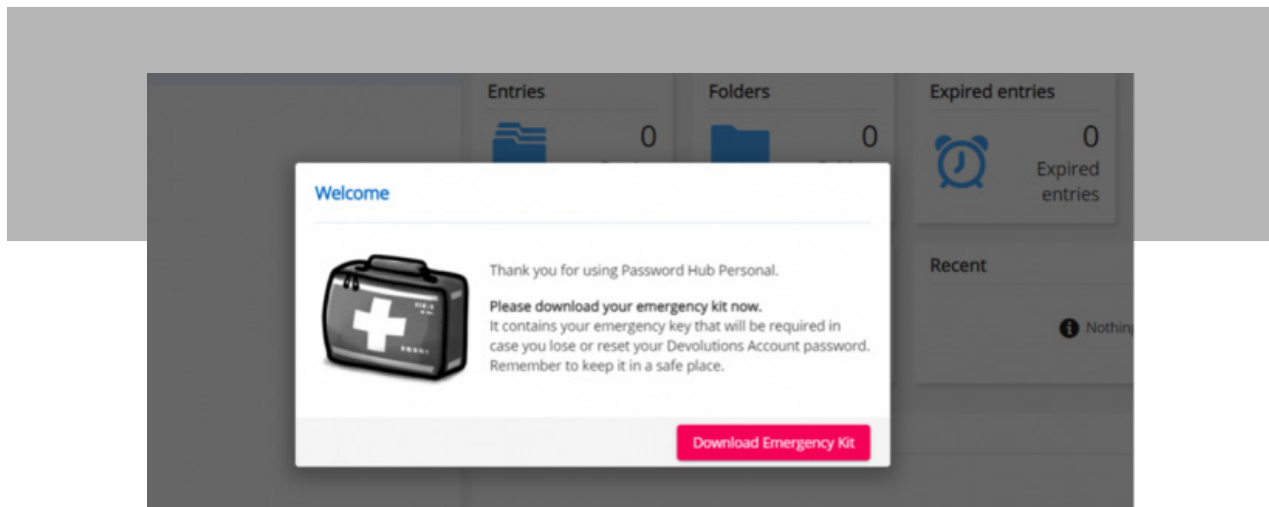 Entries
Folders
Expired entries
0
0
0
Expired
entries
Welcome
Thank you for using Password Hub Personal.
Please download your emergency kit now.
It contains your emergency key that will be required in
case you lose or reset your Devolutions Account password.
Remember to keep it in a safe place.
Recent
Download Emergency Kit